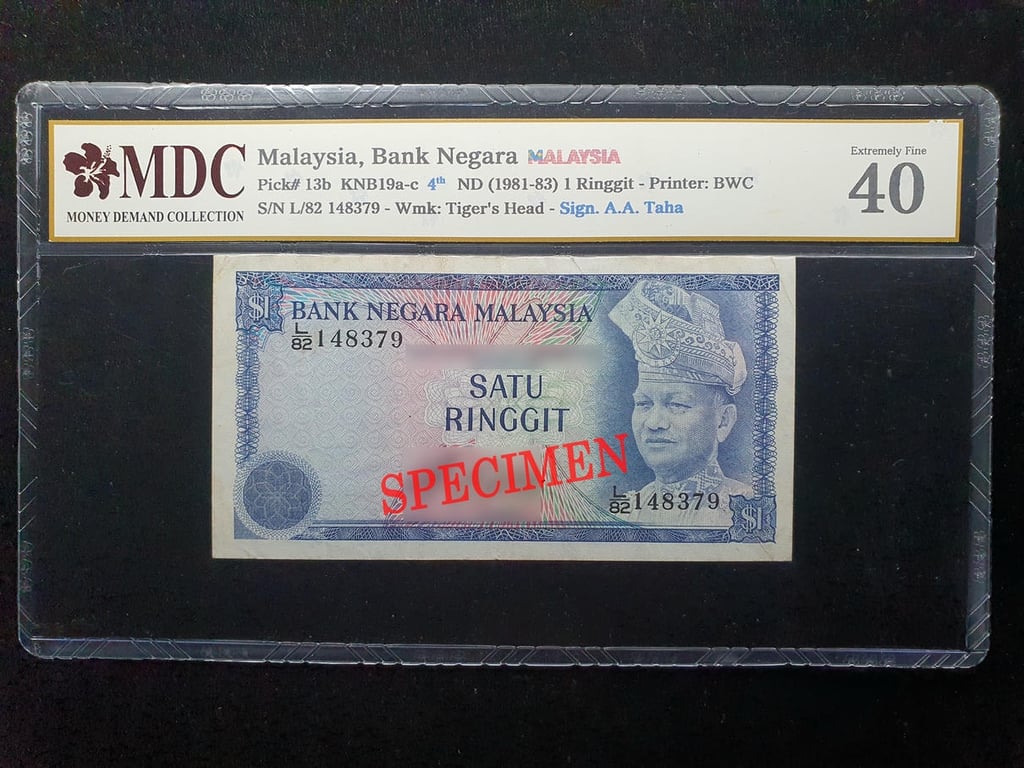 MDC
MONEY DEMAND COLLECTION
Malaysia, Bank Negara MALAYSIA
Pick# 13b KNB19a-c 4th ND (1981-83) 1 Ringgit - Printer: BWC
S/N L/82 148379 - Wmk: Tiger's Head - Sign. A.A. Taha
Extremely Fine
40
$1
BANK NEGARA MALAYSIA
L/82 148379
SATU
RINGGIT
SPECIMEN
L/82 148379
$1